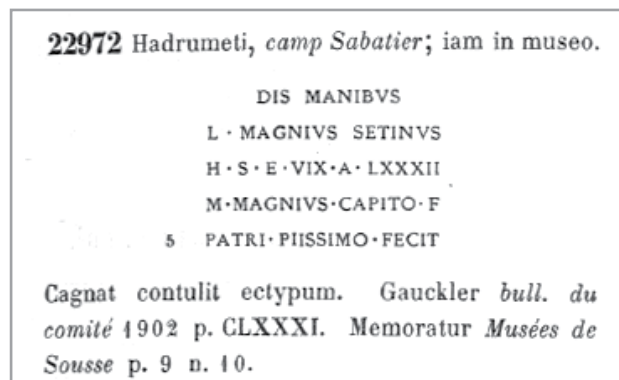 22972 Hadrumeti, camp Sabatier; iam in museo.
DIS MANIBVS
L · MAGNIVS SETINVS
H · S · E · VIX · A · LXXXII
M · MAGNIVS · CAPITO · F
5 PATRI · PIISSIMO · FECIT
Cagnat contulit ectypum. Gauckler bull. du
comité 1902 p. CLXXXI. Memoratur Musées de
Sousse p. 9 n. 10.